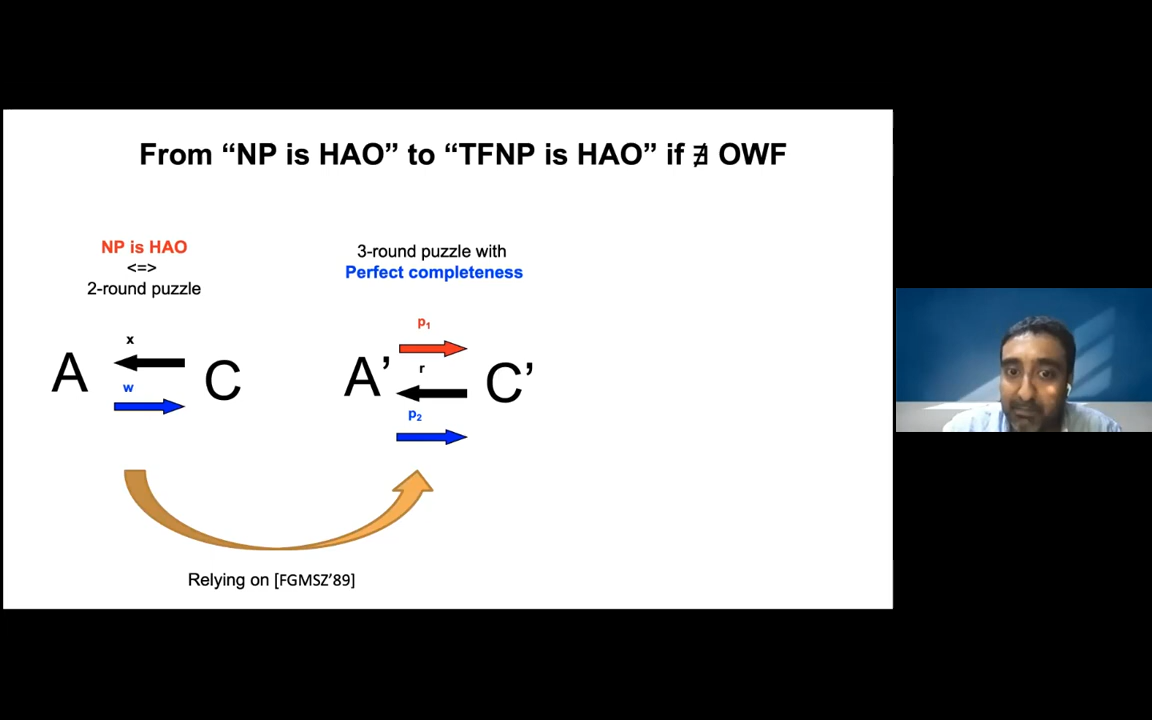 From “NP is HAO” to “TFNP is HAO” if ∄ OWF
NP is HAO
<=>
2-round puzzle
x
A
C
w
3-round puzzle with
Perfect completeness
p₁
A’
r
C’
p₂
Relying on [FGMSZ’89]